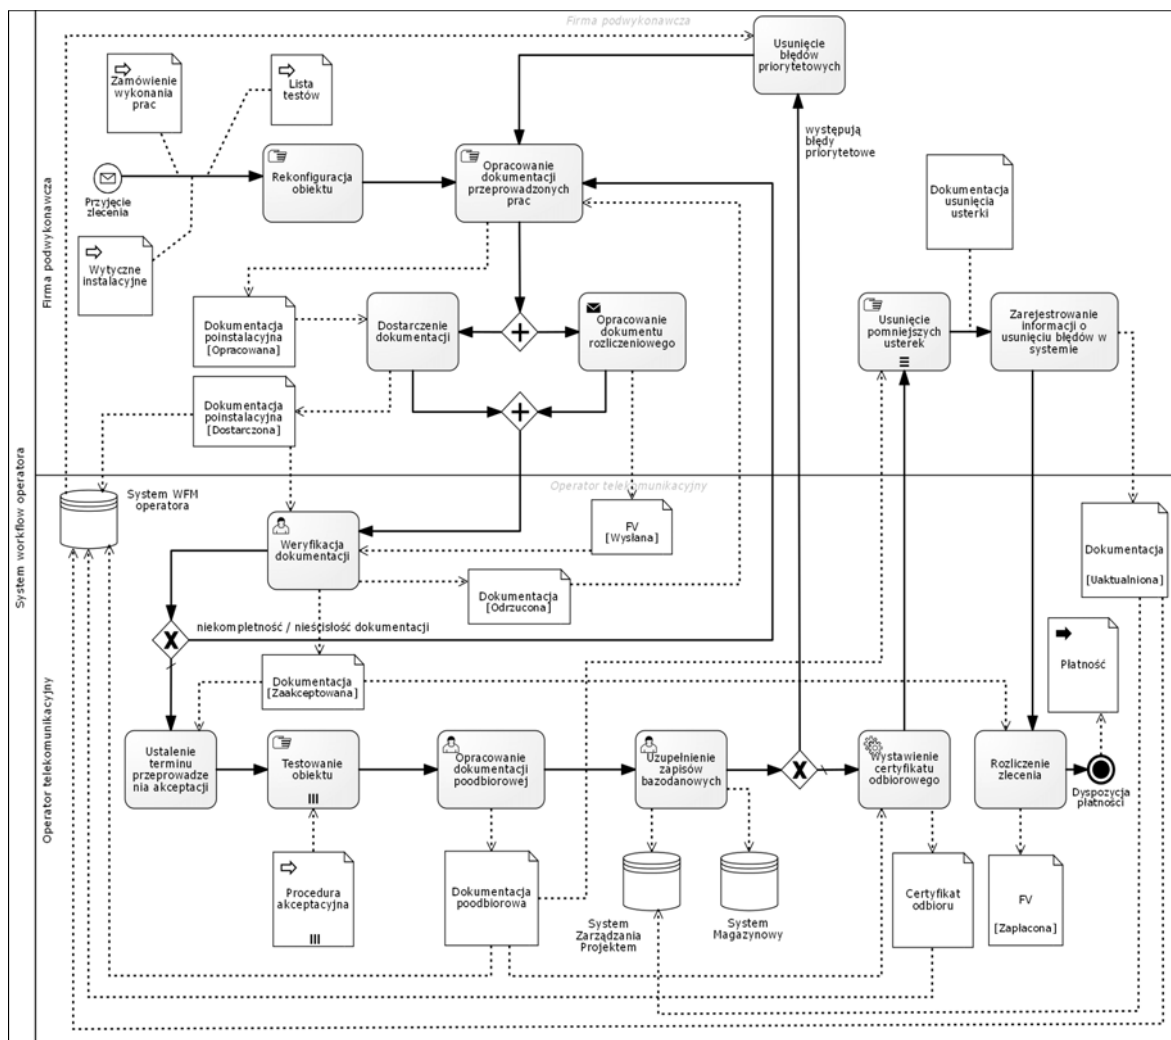 Firma podwykonawcza
System workflow operatora
Firma podwykonawcza
Zamówienie
wykonania
prac
Lista
testów
Usunięcie
błędów
priorytetowych
występują
błędy
priorytetowe
Przyjęcie
zlecenia
Rekonfiguracja
obiektu
Opracowanie
dokumentacji
przeprowadzonych
prac
Dokumentacja
usunięcia
usterki
Wytyczne
instalacyjne
Dokumentacja
poinstalacyjna
[Opracowana]
Dostarczenie
dokumentacji
Opracowanie
dokumentu
rozliczeniowego
Usunięcie
pomniejszych
usterek
Zarejestrowanie
informacji o
usunięciu błędów w
systemie
Dokumentacja
poinstalacyjna
[Dostarczona]
Operator telekomunikacyjny
Operator telekomunikacyjny
System WFM
operatora
Weryfikacja
dokumentacji
FV
[Wysłana]
Dokumentacja
[Odrzucona]
Dokumentacja
[Uaktualniona]
niekompletność / nieścisłość dokumentacji
Dokumentacja
[Zaakceptowana]
Płatność
Ustalenie
terminu
przeprowadze
nia akceptacji
Testowanie
obiektu
Opracowanie
dokumentacji
poodbiorowej
Uzupełnienie
zapisów
bazodanowych
Wystawienie
certyfikatu
odbiorowego
Rozliczenie
zlecenia
Dyspozycja
płatności
Procedura
akceptacyjna
Dokumentacja
poodbiorowa
System
Zarządzania
Projektem
System
Magazynowy
Certyfikat
odbioru
FV
[Zapłacona]